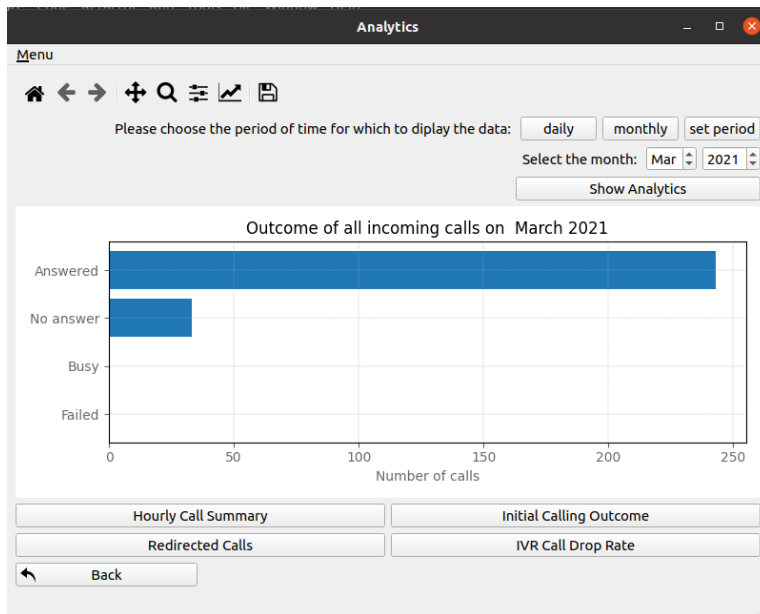 Analytics
Menu
Please choose the period of time for which to diplay the data: daily monthly set period
Select the month: Mar 2021
Show Analytics
Outcome of all incoming calls on March 2021
Answered
No answer
Busy
Failed
0 50 100 150 200 250
Number of calls
Hourly Call Summary Initial Calling Outcome
Redirected Calls IVR Call Drop Rate
Back